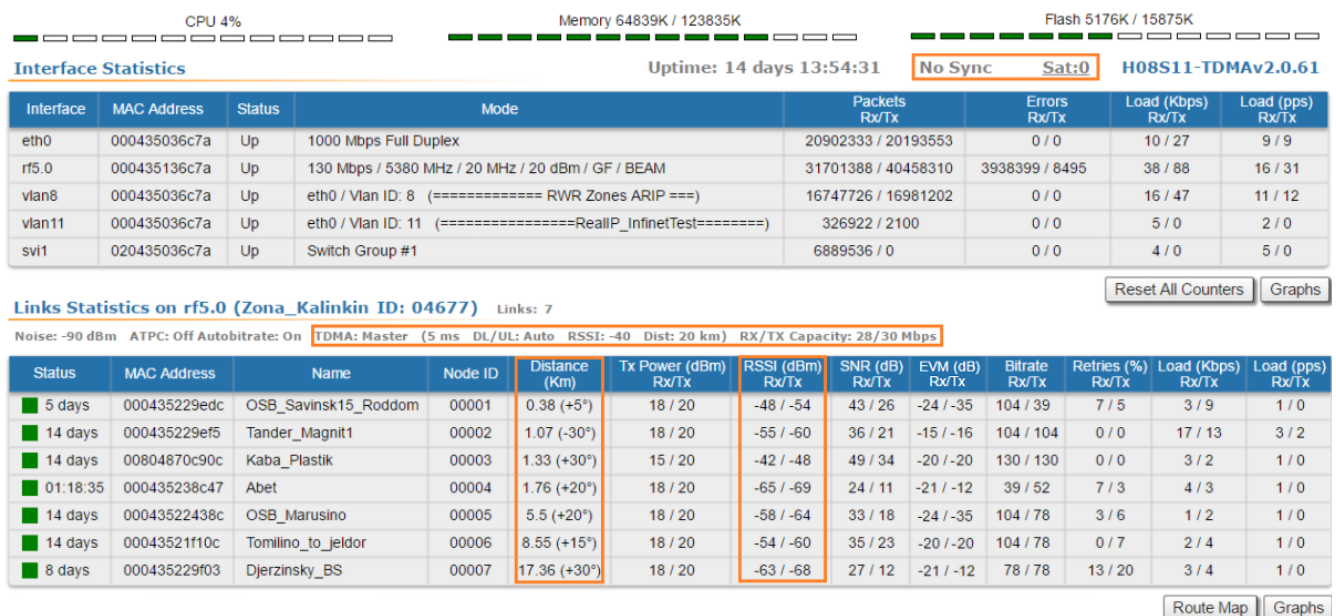 CPU 4% Memory 64839K / 123835K Flash 5176K / 15875K
Interface Statistics Uptime: 14 days 13:54:31 No Sync Sat:0 H08S11-TDMAv2.0.61
Interface MAC Address Status Mode Packets Rx/Tx Errors Rx/Tx Load (Kbps) Rx/Tx Load (pps) Rx/Tx
eth0 000435036c7a Up 1000 Mbps Full Duplex 20902333 / 20193553 0 / 0 10 / 27 9 / 9
rf5.0 000435136c7a Up 130 Mbps / 5380 MHz / 20 MHz / 20 dBm / GF / BEAM 31701388 / 40458310 3938399 / 8495 38 / 88 16 / 31
vlan8 000435036c7a Up eth0 / Vlan ID: 8 (============= RWR Zones ARIP ===) 16747726 / 16981202 0 / 0 16 / 47 11 / 12
vlan11 000435036c7a Up eth0 / Vlan ID: 11 (================RealIP_InfinetTest========) 326922 / 2100 0 / 0 5 / 0 2 / 0
svi1 020435036c7a Up Switch Group #1 6889536 / 0 0 / 0 4 / 0 5 / 0
Reset All Counters Graphs
Links Statistics on rf5.0 (Zona_Kalinkin ID: 04677) Links: 7
Noise: -90 dBm ATPC: Off Autobitrate: On TDMA: Master (5 ms DL/UL: Auto RSSI: -40 Dist: 20 km) RX/TX Capacity: 28/30 Mbps
Status MAC Address Name Node ID Distance (Km) Tx Power (dBm) Rx/Tx RSSI (dBm) Rx/Tx SNR (dB) Rx/Tx EVM (dB) Rx/Tx Bitrate Rx/Tx Retries (%) Rx/Tx Load (Kbps) Rx/Tx Load (pps) Rx/Tx
5 days 000435229edc OSB_Savinsk15_Roddom 00001 0.38 (+5°) 18 / 20 -48 / -54 43 / 26 -24 / -35 104 / 39 7 / 5 3 / 9 1 / 0
14 days 000435229ef5 Tander_Magnit1 00002 1.07 (-30°) 18 / 20 -55 / -60 36 / 21 -15 / -16 104 / 104 0 / 0 17 / 13 3 / 2
14 days 00804870c90c Kaba_Plastik 00003 1.33 (+30°) 15 / 20 -42 / -48 49 / 34 -20 / -20 130 / 130 0 / 0 3 / 2 1 / 0
01:18:35 000435238c47 Abet 00004 1.76 (+20°) 18 / 20 -65 / -69 24 / 11 -21 / -12 39 / 52 7 / 3 4 / 3 1 / 0
14 days 00043522438c OSB_Marusino 00005 5.5 (+20°) 18 / 20 -58 / -64 33 / 18 -24 / -35 104 / 78 3 / 6 1 / 2 1 / 0
14 days 00043521f10c Tomilino_to_jeldor 00006 8.55 (+15°) 18 / 20 -54 / -60 35 / 23 -20 / -20 104 / 78 0 / 7 2 / 4 1 / 0
8 days 000435229f03 Djerzinsky_BS 00007 17.36 (+30°) 18 / 20 -63 / -68 27 / 12 -21 / -12 78 / 78 13 / 20 3 / 4 1 / 0
Route Map Graphs